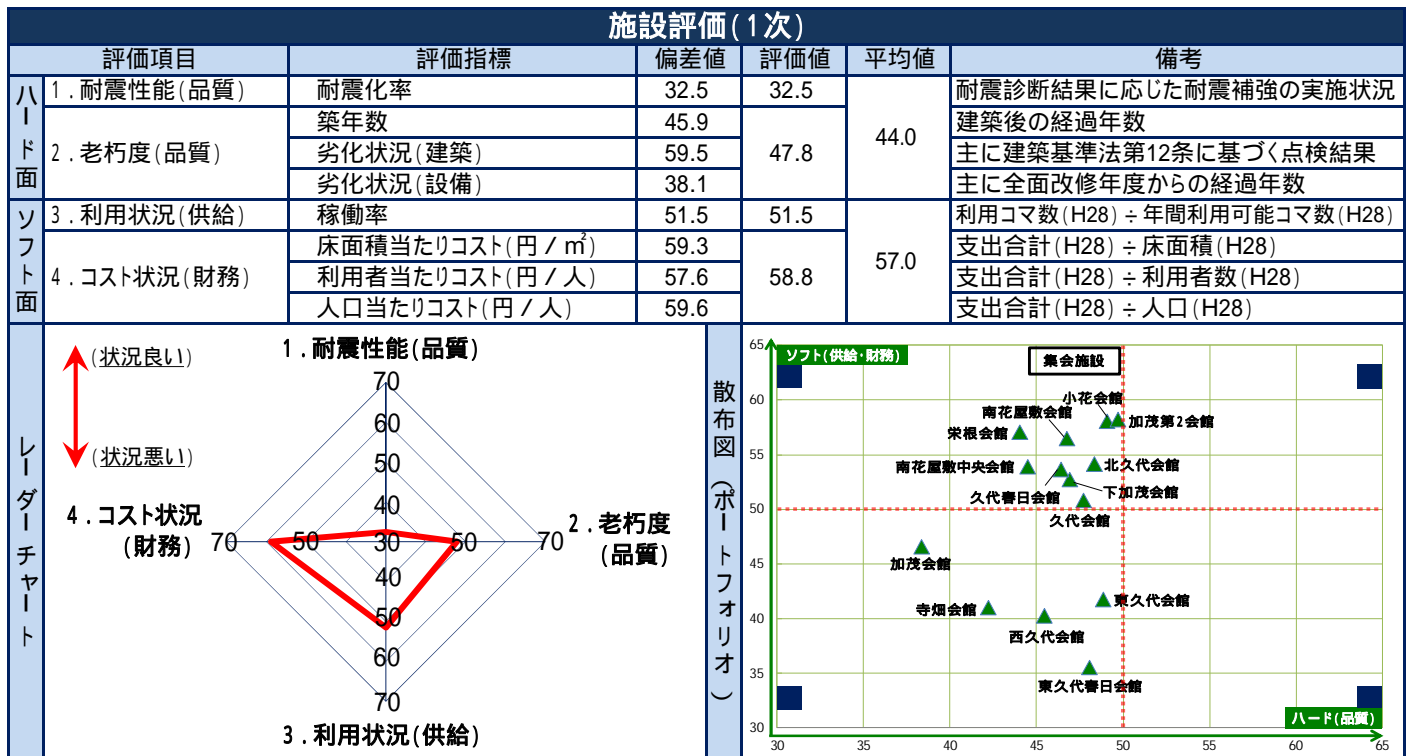 施設評価(1次)
評価項目 評価指標 偏差値 評価値 平均値 備考
ハード面
1.耐震性能(品質) 耐震化率 32.5 32.5 耐震診断結果に応じた耐震補強の実施状況
2.老朽度(品質) 築年数 45.9 47.8 44.0 建築後の経過年数
劣化状況(建築) 59.5 主に建築基準法第12条に基づく点検結果
劣化状況(設備) 38.1 主に全面改修年度からの経過年数
ソフト面
3.利用状況(供給) 稼働率 51.5 51.5 利用コマ数(H28)÷年間利用可能コマ数(H28)
4.コスト状況(財務) 床面積当たりコスト(円/㎡) 59.3 58.8 57.0 支出合計(H28)÷床面積(H28)
利用者当たりコスト(円/人) 57.6 支出合計(H28)÷利用者数(H28)
人口当たりコスト(円/人) 59.6 支出合計(H28)÷人口(H28)
レーダーチャート
(状況良い)
(状況悪い)
1.耐震性能(品質)
70
60
50
40
30
2.老朽度
(品質)
50
70
4.コスト状況
(財務)
70
50
40
50
60
70
3.利用状況(供給)
散布図(ポートフォリオ)
ソフト(供給・財務)
集会施設
小花会館
南花屋敷会館
加茂第2会館
栄根会館
南花屋敷中央会館
北久代会館
久代春日会館
下加茂会館
久代会館
加茂会館
寺畑会館
東久代会館
西久代会館
東久代春日会館
ハード(品質)
65
60
55
50
45
40
35
30
30 35 40 45 50 55 60 65